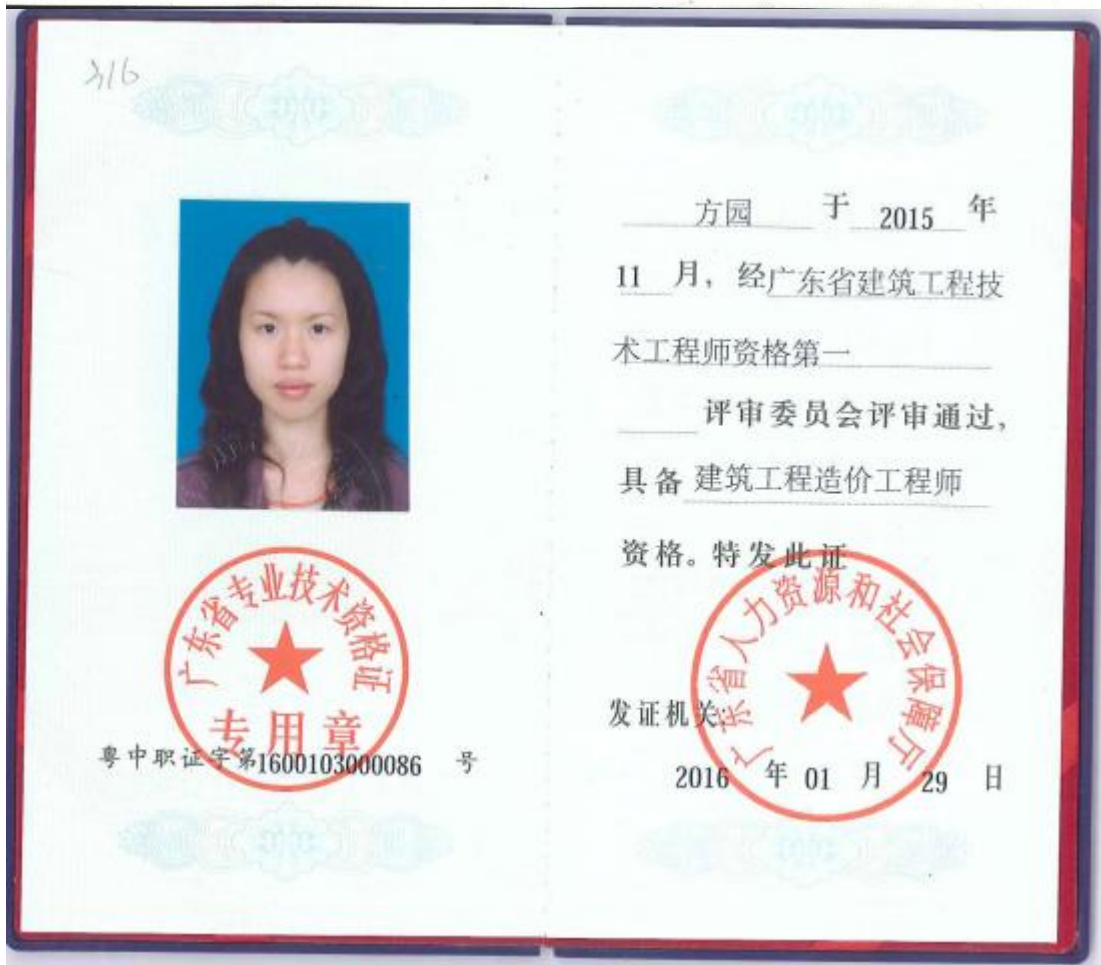 316
广东省专业技术资格证
专用章
粤中职证字第1600103000086 号
方园 于 2015 年
11 月，经广东省建筑工程技
术工程师资格第一
评审委员会评审通过，
具备 建筑工程造价工程师
资格。特发此证
广东省人力资源和社会保障厅
发证机关:
2016 年 01 月 29 日